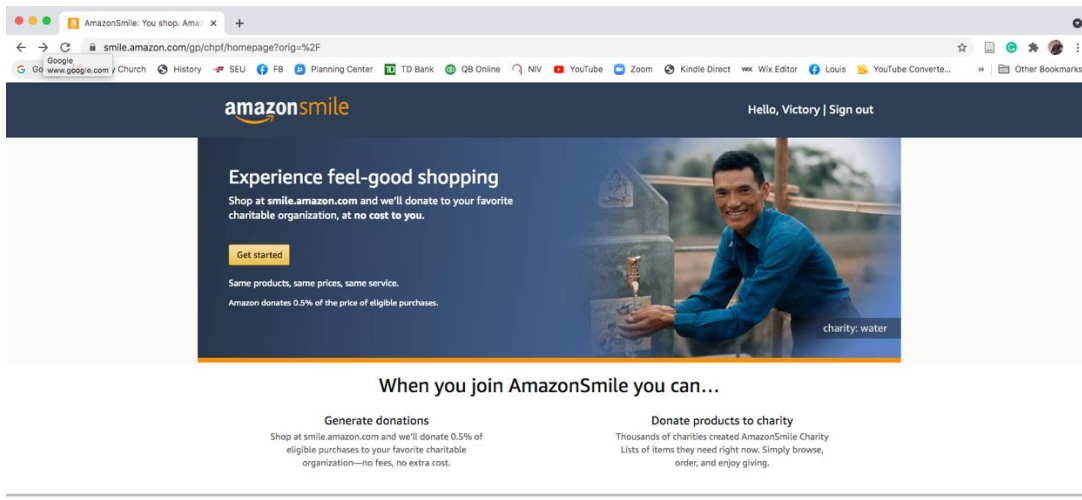 AmazonSmile: You shop. Ama
smile.amazon.com/gp/chpf/homepage?orig=%2F
Google
www.google.com
Go
y Church
History
SEU
FB
Planning Center
TD Bank
QB Online
NIV
YouTube
Zoom
Kindle Direct
Wix Editor
Louis
YouTube Converte...
»
Other Bookmarks
amazonsmile
Hello, Victory | Sign out
Experience feel-good shopping
Shop at smile.amazon.com and we'll donate to your favorite
charitable organization, at no cost to you.
Get started
Same products, same prices, same service.
Amazon donates 0.5% of the price of eligible purchases.
charity: water
When you join AmazonSmile you can...
Generate donations
Shop at smile.amazon.com and we'll donate 0.5% of
eligible purchases to your favorite charitable
organization—no fees, no extra cost.
Donate products to charity
Thousands of charities created AmazonSmile Charity
Lists of items they need right now. Simply browse,
order, and enjoy giving.